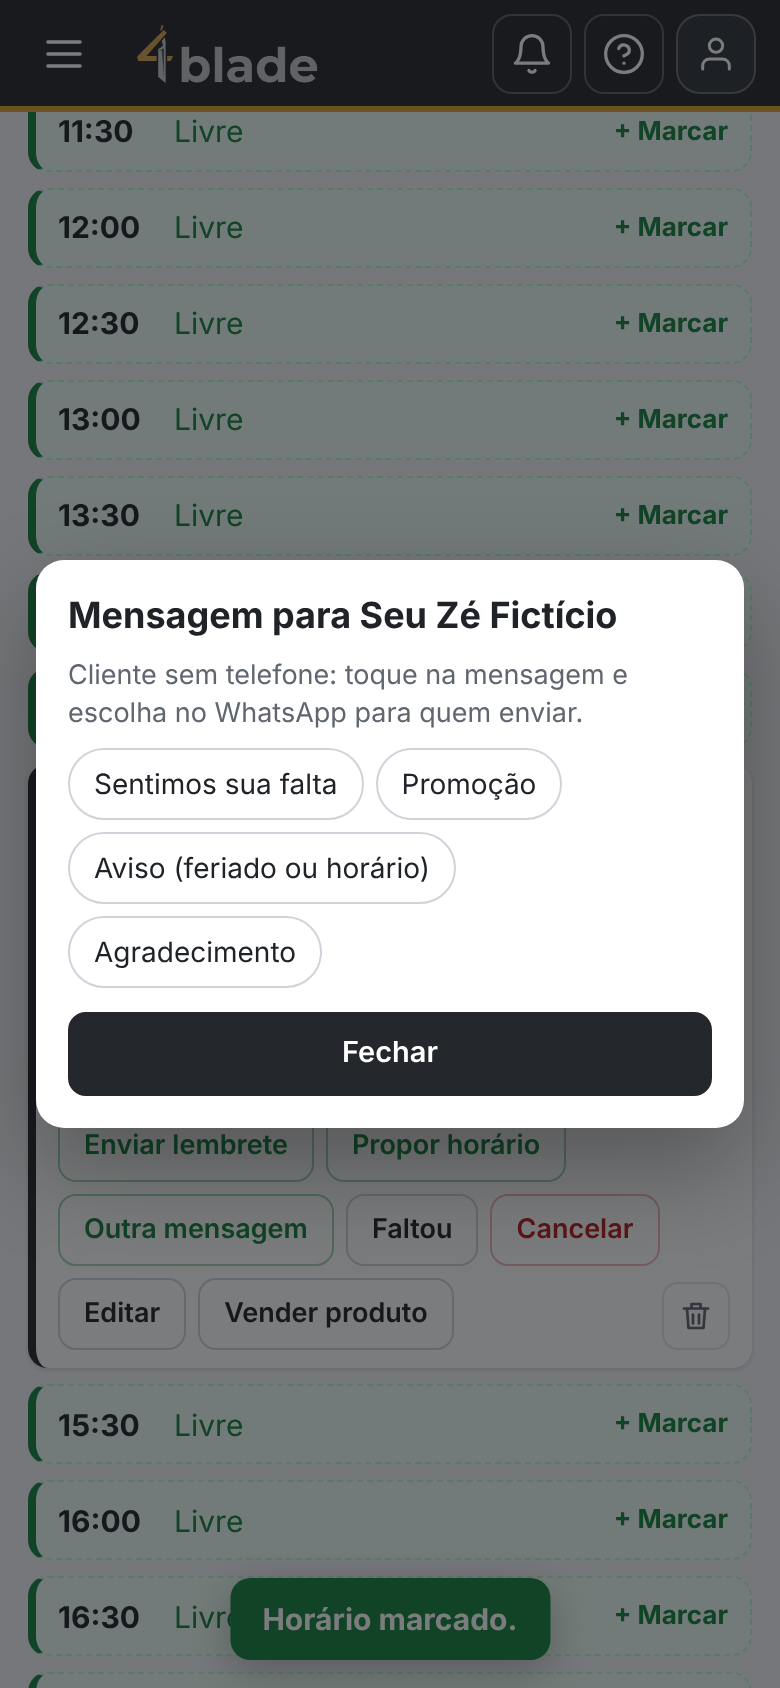 4blade
11:30 Livre + Marcar
12:00 Livre + Marcar
12:30 Livre + Marcar
13:00 Livre + Marcar
13:30 Livre + Marcar
Mensagem para Seu Zé Fictício
Cliente sem telefone: toque na mensagem e
escolha no WhatsApp para quem enviar.
Sentimos sua falta Promoção
Aviso (feriado ou horário)
Agradecimento
Fechar
Enviar lembrete Propor horário
Outra mensagem Faltou Cancelar
Editar Vender produto
15:30 Livre + Marcar
16:00 Livre + Marcar
16:30 Livre + Marcar
Horário marcado.